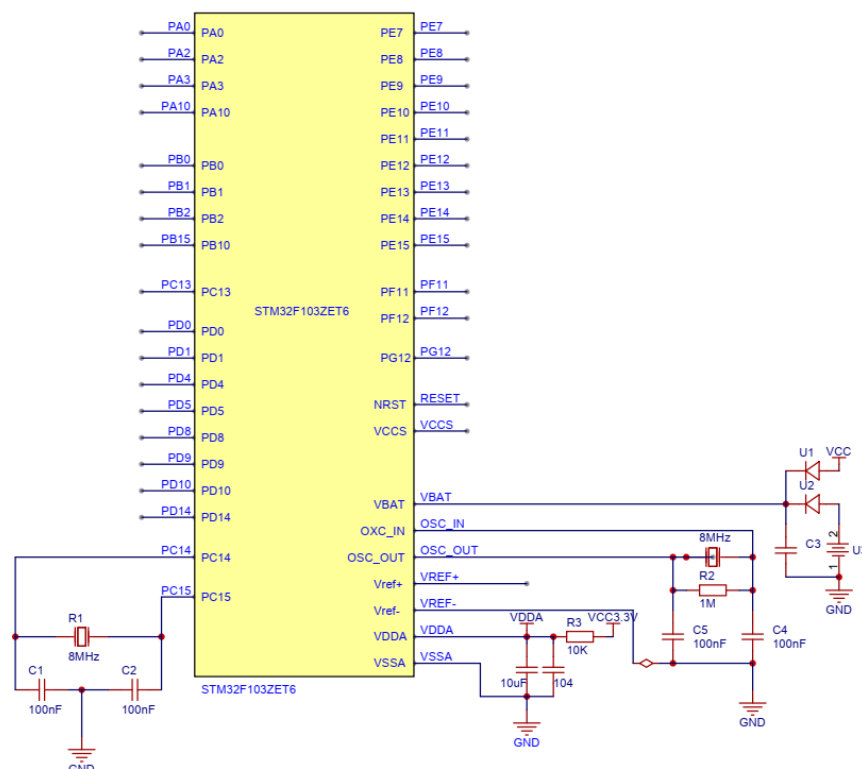 PA0 PA0
PA2 PA2
PA3 PA3
PA10 PA10
PB0 PB0
PB1 PB1
PB2 PB2
PB15 PB10
PC13 PC13
PD0 PD0
PD1 PD1
PD4 PD4
PD5 PD5
PD8 PD8
PD9 PD9
PD10 PD10
PD14 PD14
PC14 PC14
PC15 PC15
STM32F103ZET6
PE7 PE7
PE8 PE8
PE9 PE9
PE10 PE10
PE11 PE11
PE12 PE12
PE13 PE13
PE14 PE14
PE15 PE15
PF11 PF11
PF12 PF12
PG12 PG12
NRST RESET
VCCS VCCS
VBAT VBAT
OXC_IN OSC_IN
OSC_OUT OSC_OUT
Vref+ VREF+
Vref- VREF-
VDDA VDDA
VSSA VSSA
STM32F103ZET6
R1
8MHz
C1
100nF
C2
100nF
GND
VDDA
R3
10K
VCC3.3V
10uF
104
GND
8MHz
R2
1M
C5
100nF
C4
100nF
GND
U1
VCC
U2
C3
2
1
GND